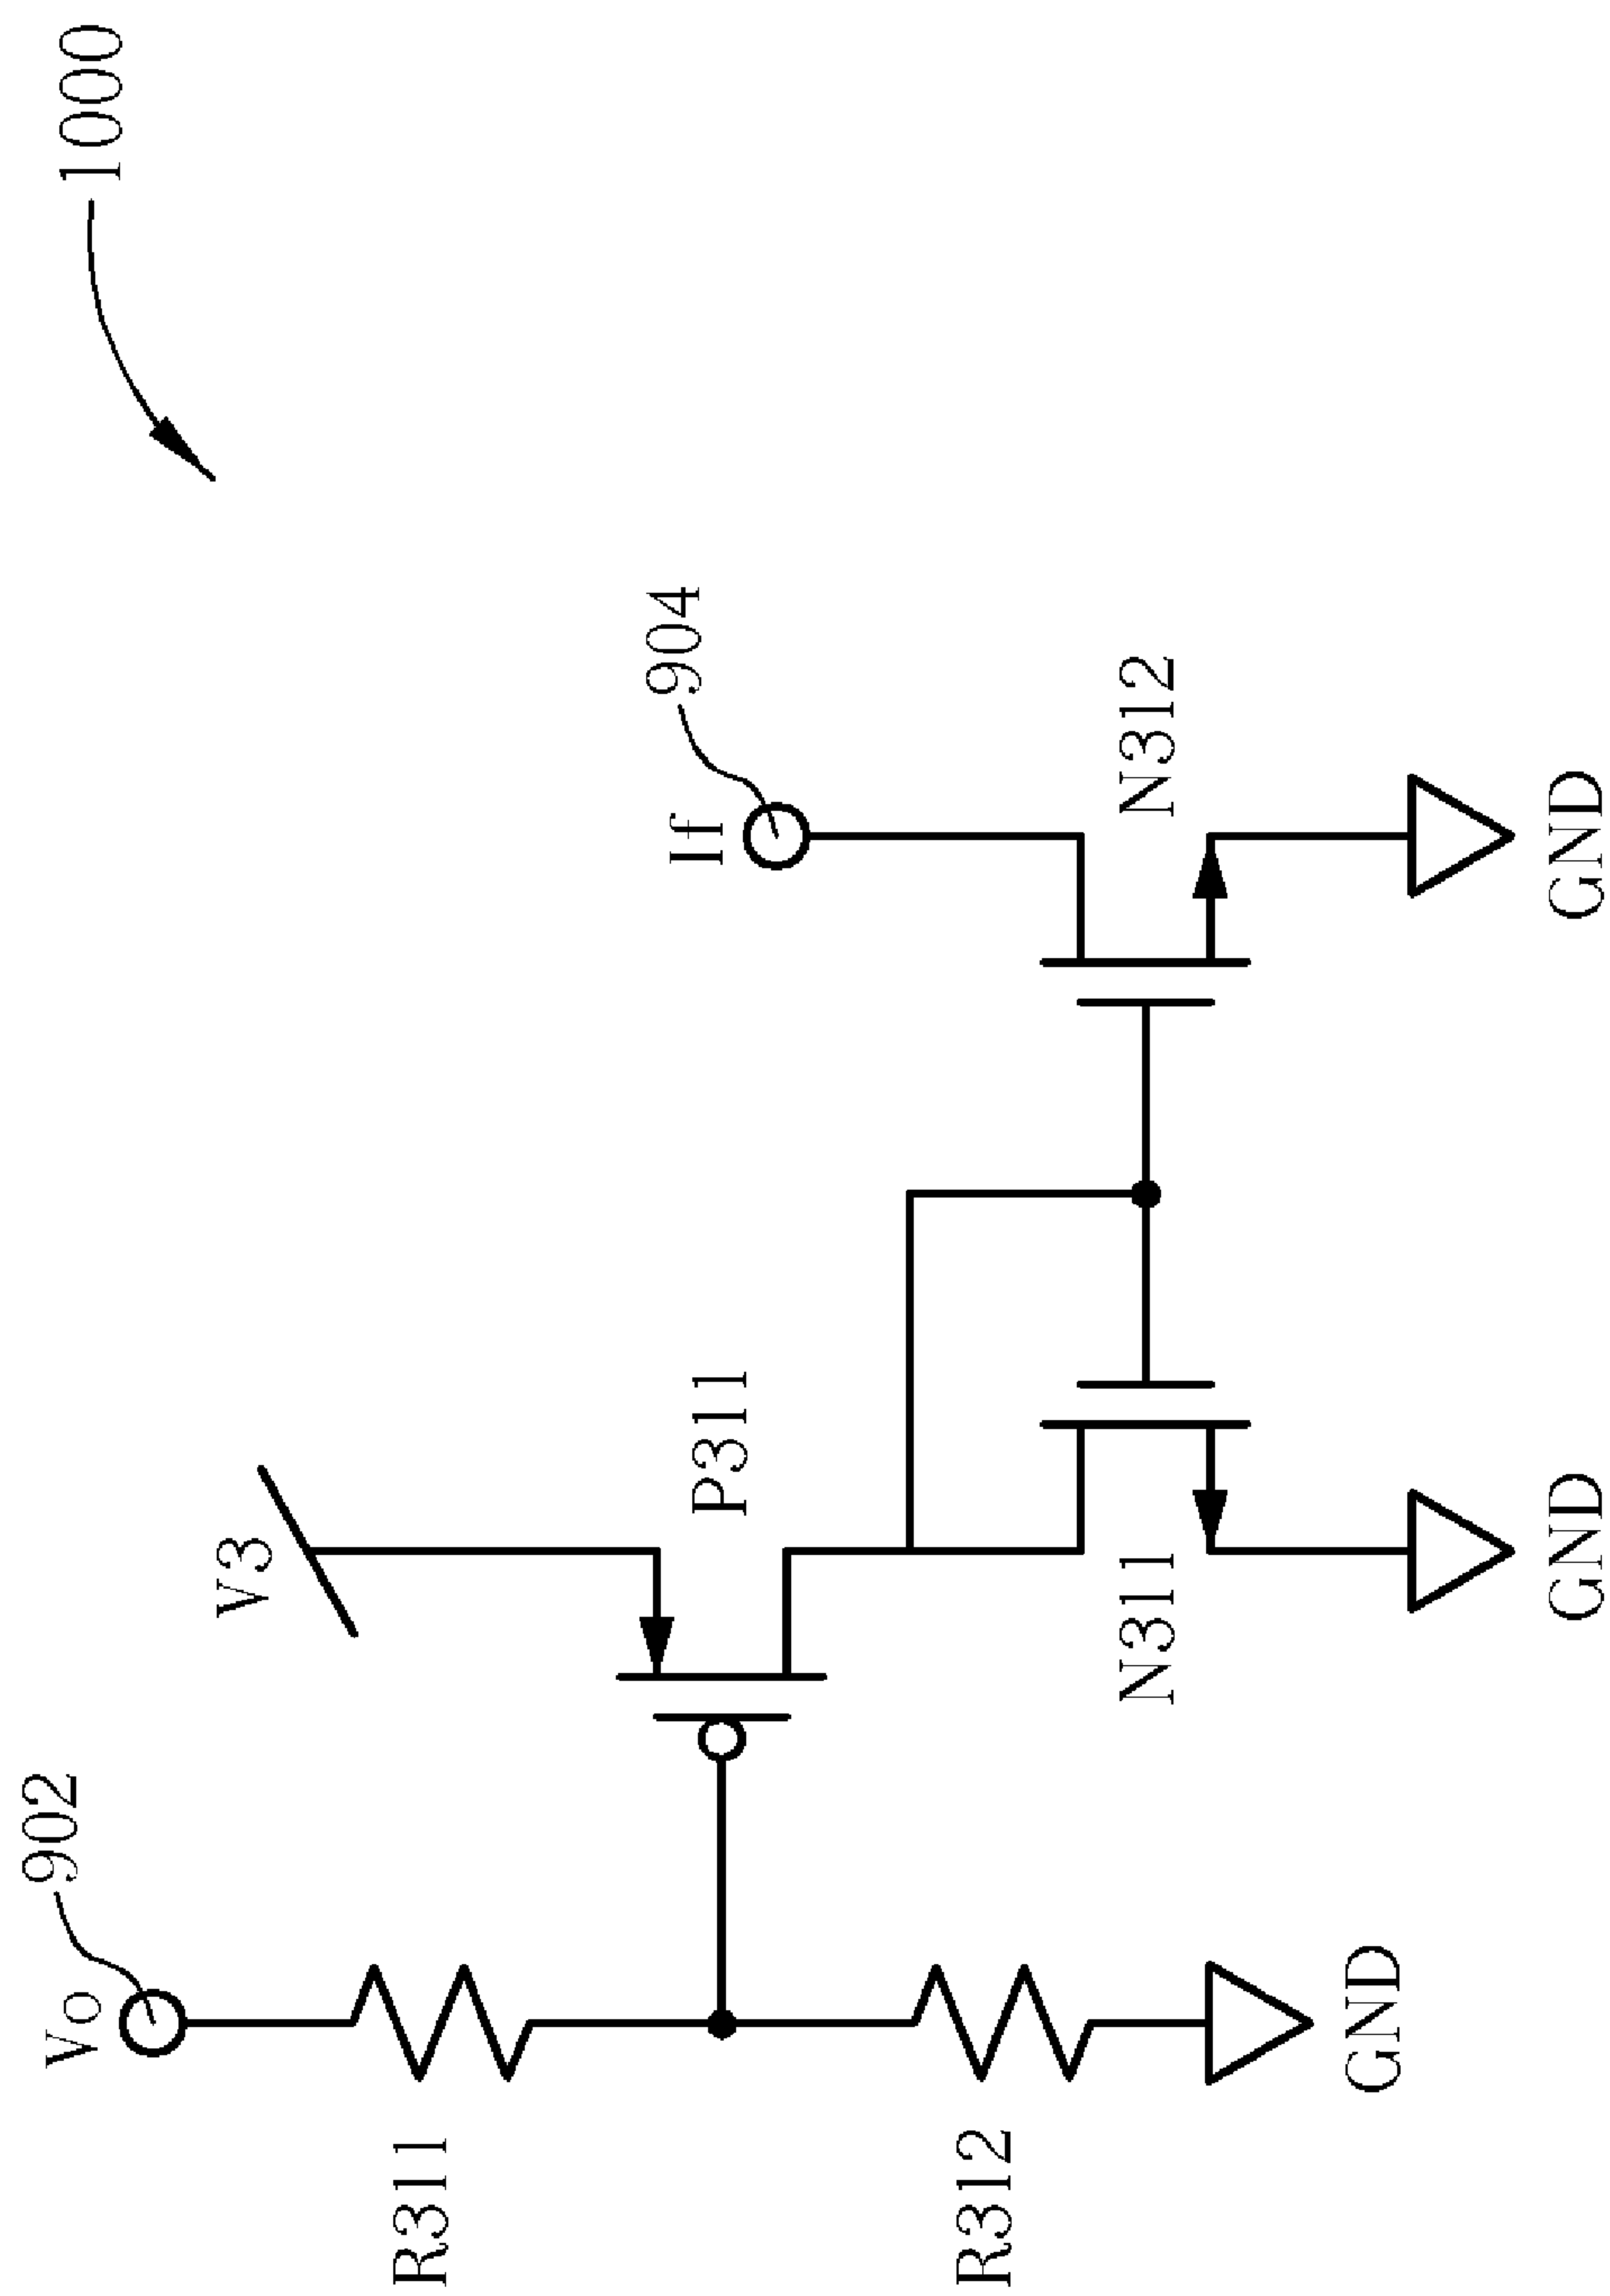 1000
Vo
902
V3
If
904
R311
P311
R312
N311
N312
GND
GND
GND